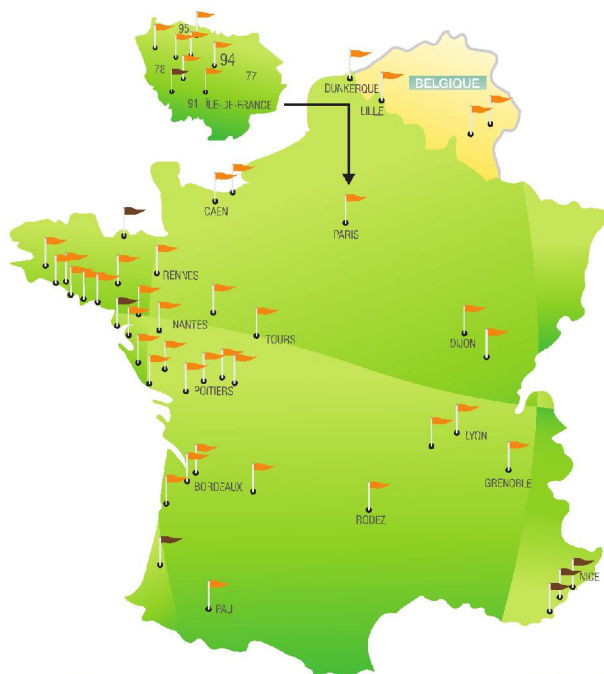 95
94
78
77
91
ÎLE-DE-FRANCE
DUNKERQUE
BELGIQUE
LILLE
CAEN
PARIS
RENNES
NANTES
TOURS
DIJON
POITIERS
LYON
GRENOBLE
BORDEAUX
RODEZ
NICE
PAU